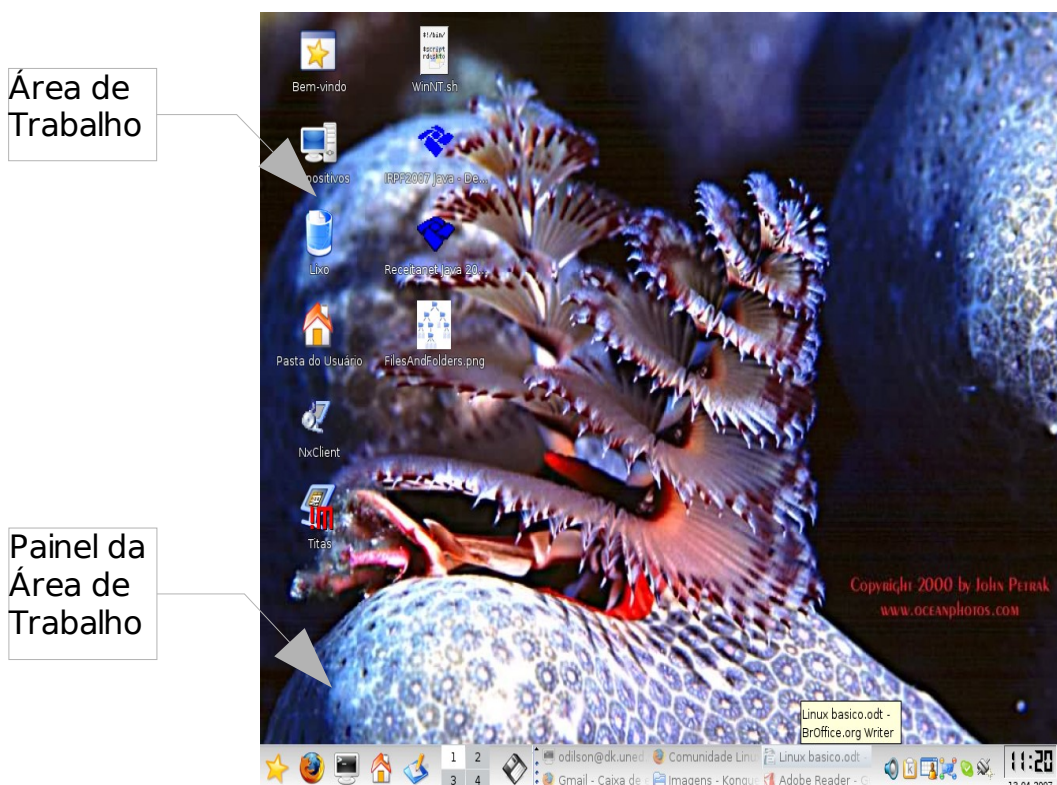 Área de
Trabalho
Painel da
Área de
Trabalho
Bem-vindo
WinNT.sh
#!/bin/
positivos
IRPF2007 Java - De...
Lixo
Receitanet Java 20...
Pasta do Usuário
FilesAndFolders.png
NxClient
Titas
Copyright 2000 by John Petrak
www.oceanphotos.com
Linux basico.odt -
BrOffice.org Writer
1 2
3 4
odilson@dk.uned
Comunidade Linu
Linux basico.odt -
Gmail - Caixa de
Imagens - Konque
Adobe Reader - G
11:20